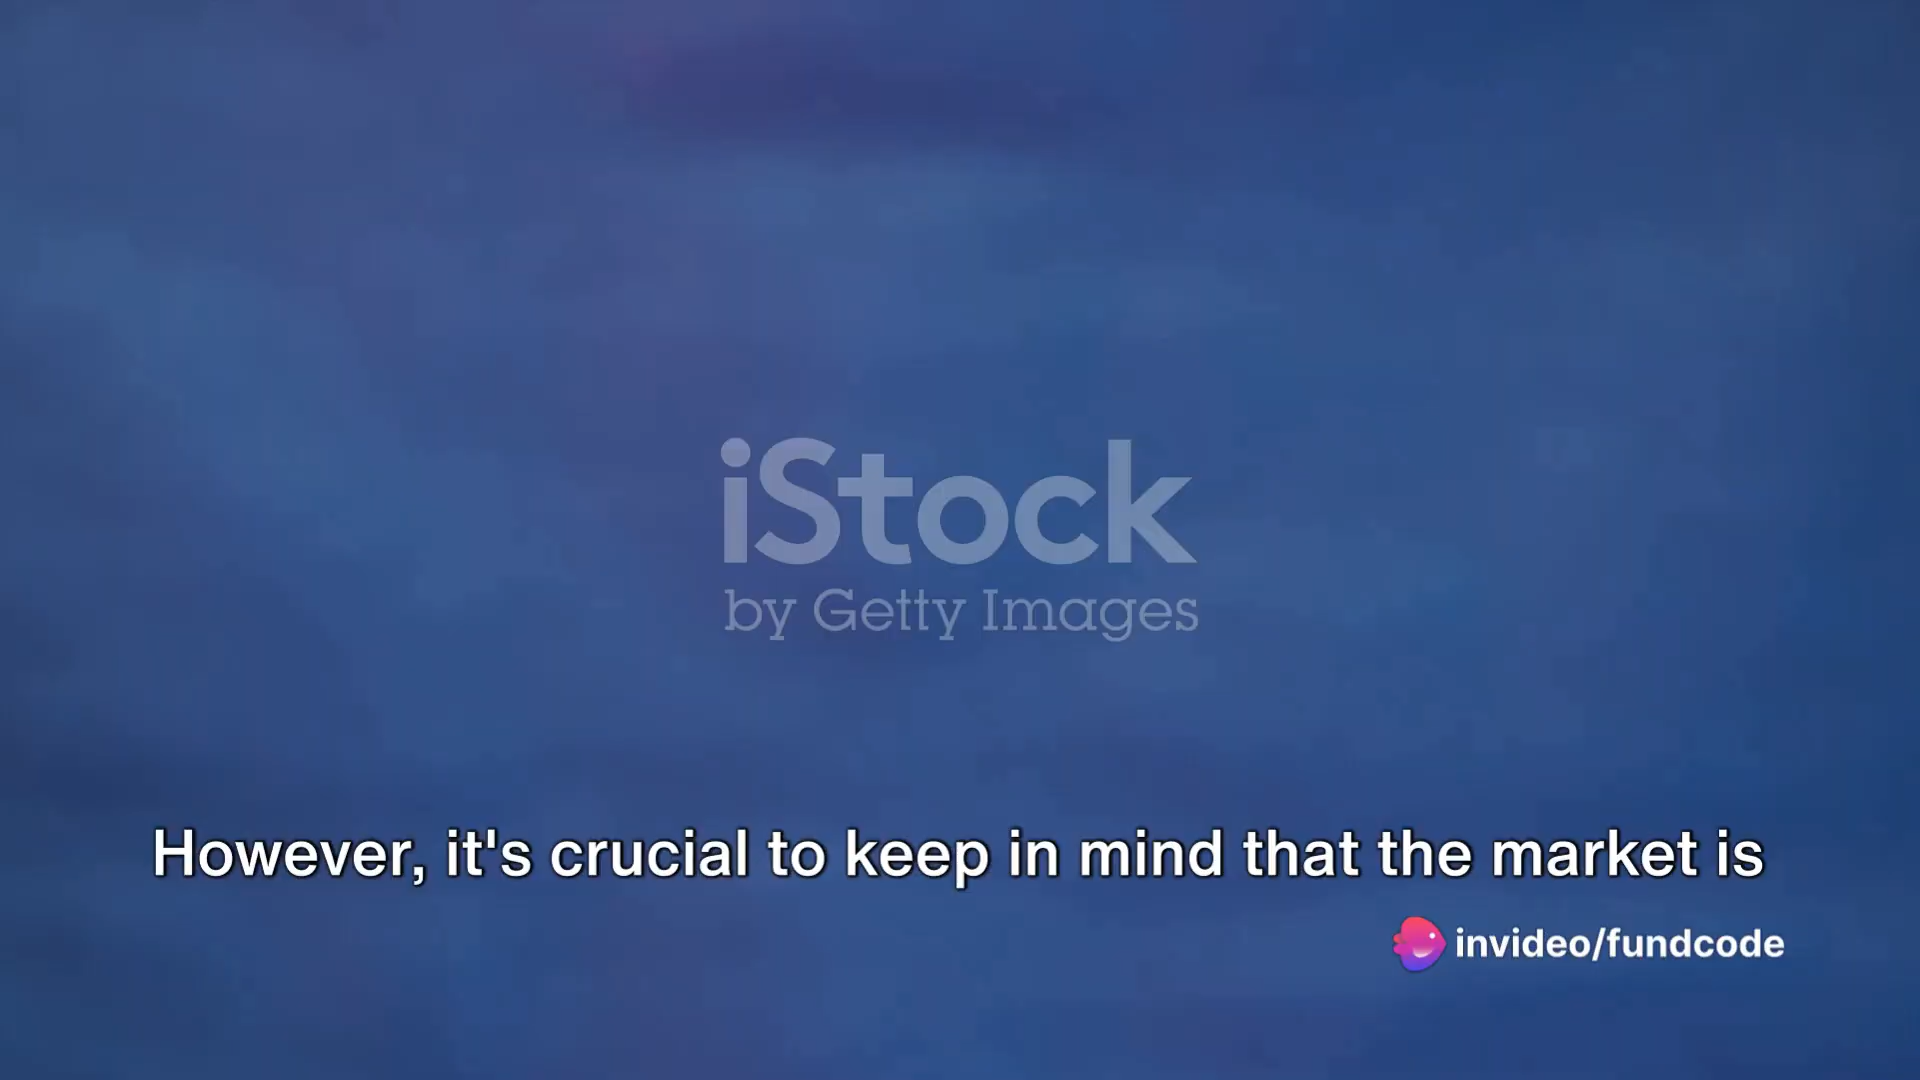 iStock
by Getty Images
However, it's crucial to keep in mind that the market is
invideo/fundcode